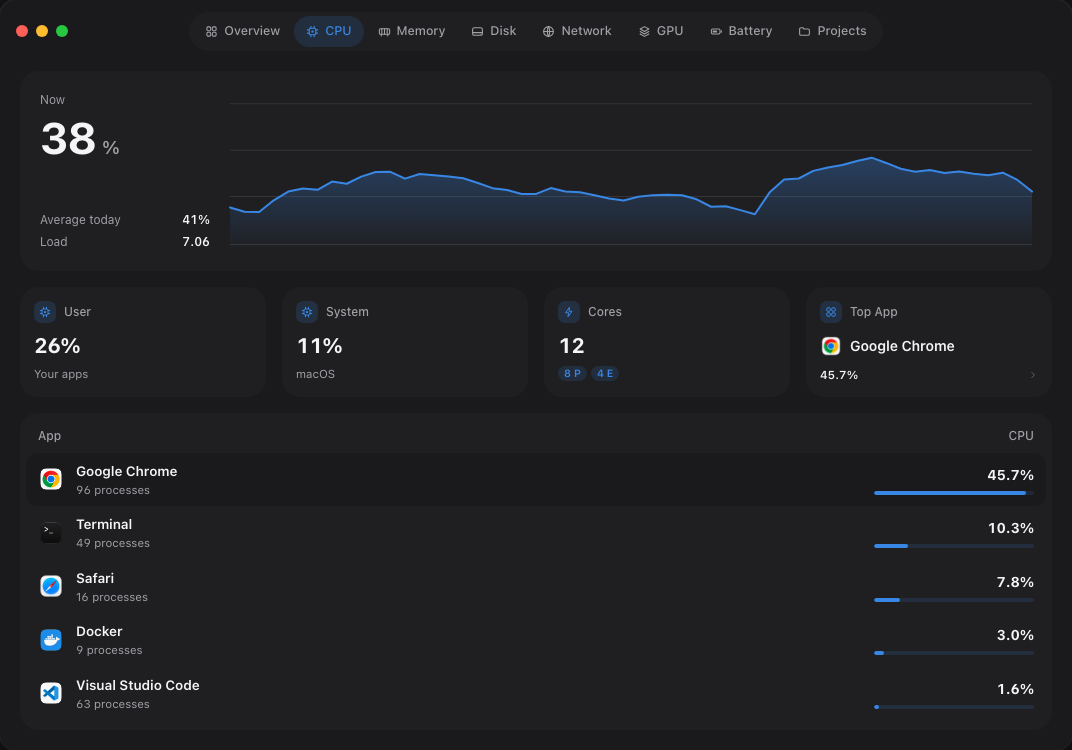 Overview CPU Memory Disk Network GPU Battery Projects
Now
38 %
Average today 41%
Load 7.06
User
26%
Your apps
System
11%
macOS
Cores
12
8 P 4 E
Top App
Google Chrome
45.7%
App CPU
Google Chrome
96 processes
45.7%
>_
Terminal
49 processes
10.3%
Safari
16 processes
7.8%
Docker
9 processes
3.0%
Visual Studio Code
63 processes
1.6%